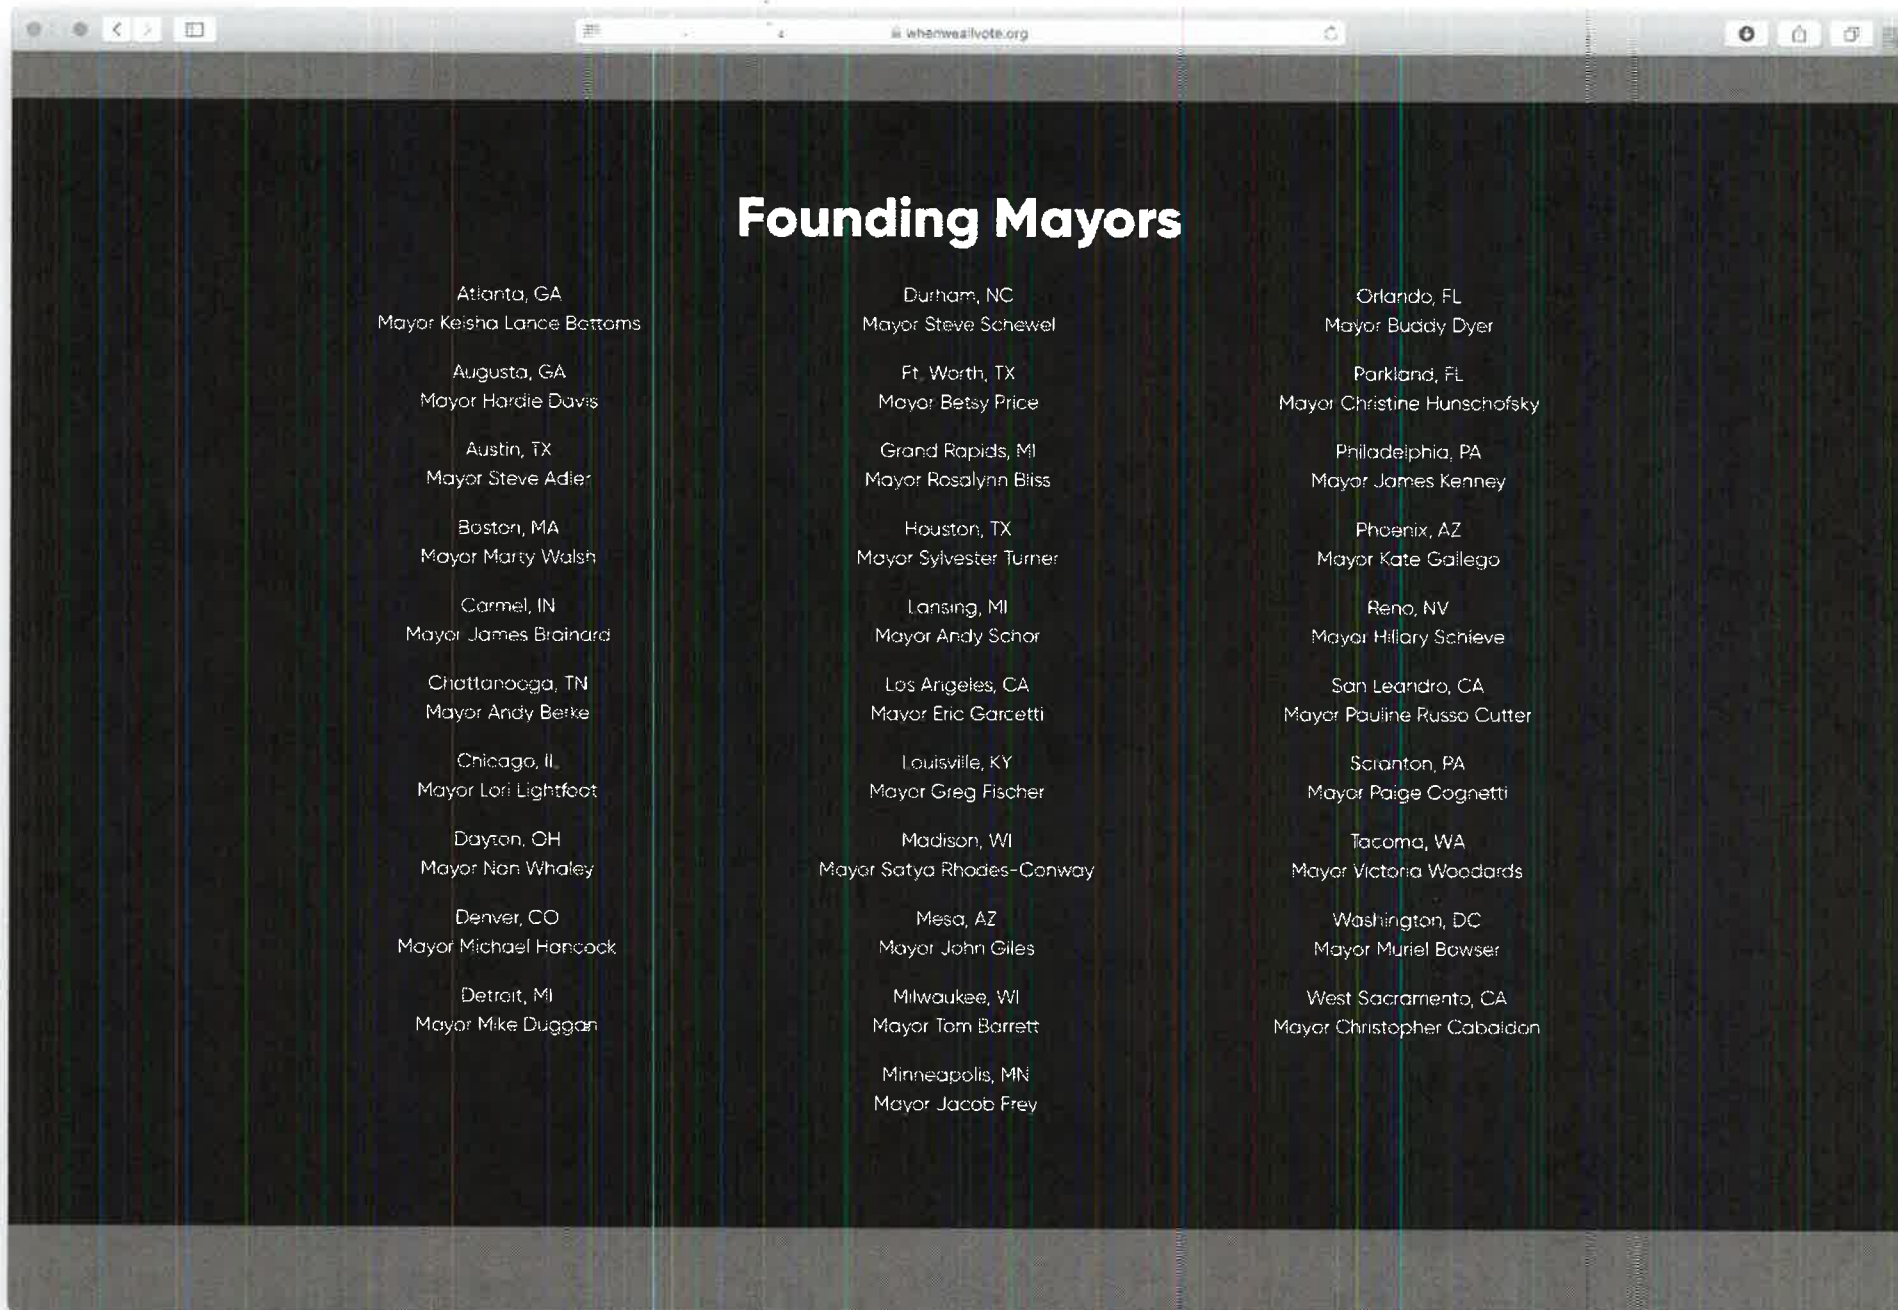 whenweallvote.org
Founding Mayors
Atlanta, GA
Mayor Keisha Lance Bottoms
Augusta, GA
Mayor Hardie Davis
Austin, TX
Mayor Steve Adler
Boston, MA
Mayor Marty Walsh
Carmel, IN
Mayor James Brainard
Chattanooga, TN
Mayor Andy Berke
Chicago, IL
Mayor Lori Lightfoot
Dayton, OH
Mayor Nan Whaley
Denver, CO
Mayor Michael Hancock
Detroit, MI
Mayor Mike Duggan
Durham, NC
Mayor Steve Schewel
Ft. Worth, TX
Mayor Betsy Price
Grand Rapids, MI
Mayor Rosalynn Bliss
Houston, TX
Mayor Sylvester Turner
Lansing, MI
Mayor Andy Schor
Los Angeles, CA
Mayor Eric Garcetti
Louisville, KY
Mayor Greg Fischer
Madison, WI
Mayor Satya Rhodes-Conway
Mesa, AZ
Mayor John Giles
Milwaukee, WI
Mayor Tom Barrett
Minneapolis, MN
Mayor Jacob Frey
Orlando, FL
Mayor Buddy Dyer
Parkland, FL
Mayor Christine Hunschofsky
Philadelphia, PA
Mayor James Kenney
Phoenix, AZ
Mayor Kate Gallego
Reno, NV
Mayor Hillary Schieve
San Leandro, CA
Mayor Pauline Russo Cutter
Scranton, PA
Mayor Paige Cognetti
Tacoma, WA
Mayor Victoria Woodards
Washington, DC
Mayor Muriel Bowser
West Sacramento, CA
Mayor Christopher Cabaldon